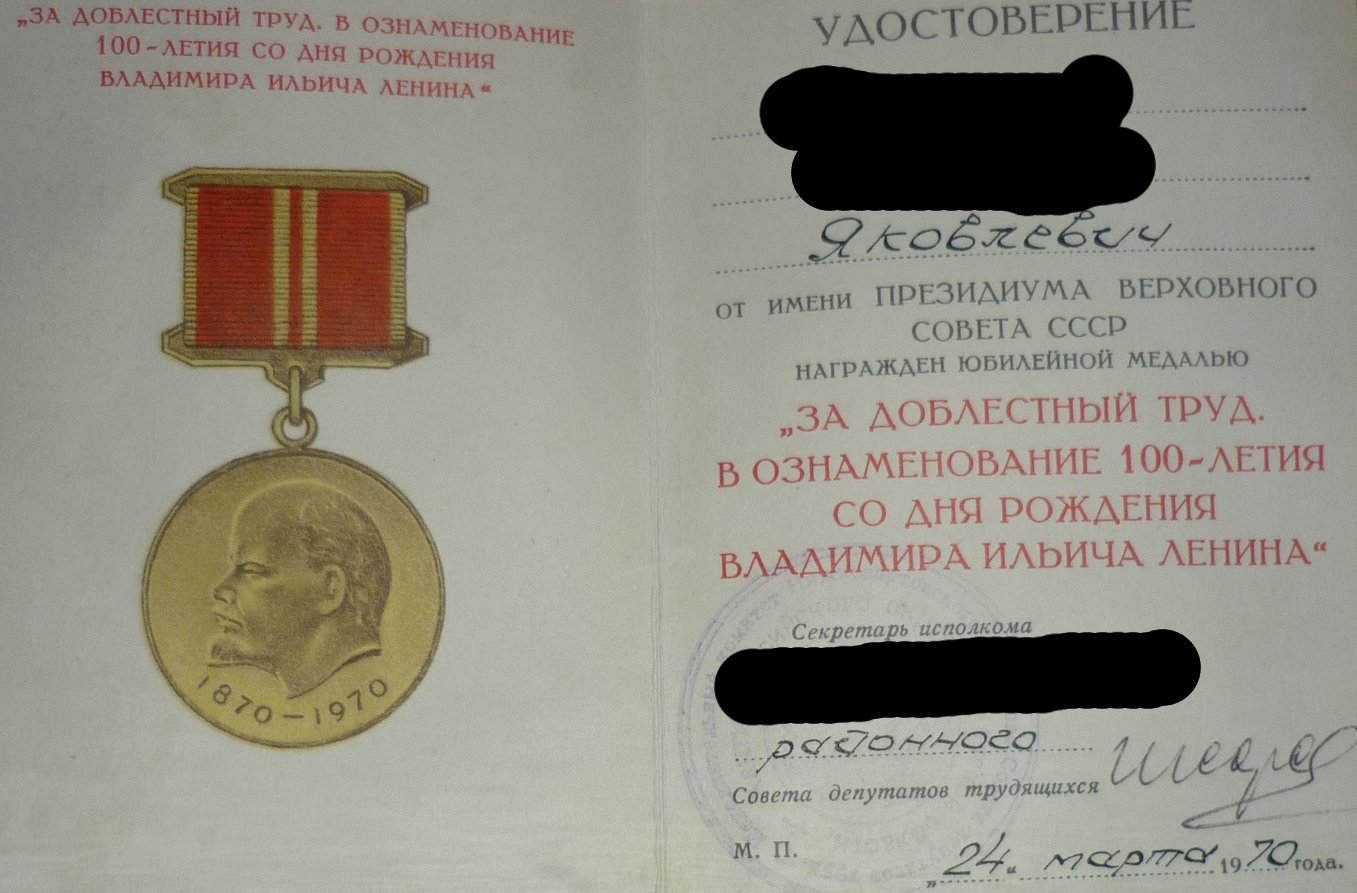 „ЗА ДОБЛЕСТНЫЙ ТРУД. В ОЗНАМЕНОВАНИЕ
100-ЛЕТИЯ СО ДНЯ РОЖДЕНИЯ
ВЛАДИМИРА ИЛЬИЧА ЛЕНИНА“
1870–1970
УДОСТОВЕРЕНИЕ
Яковлевич
ОТ ИМЕНИ ПРЕЗИДИУМА ВЕРХОВНОГО
СОВЕТА СССР
НАГРАЖДЕН ЮБИЛЕЙНОЙ МЕДАЛЬЮ
„ЗА ДОБЛЕСТНЫЙ ТРУД.
В ОЗНАМЕНОВАНИЕ 100-ЛЕТИЯ
СО ДНЯ РОЖДЕНИЯ
ВЛАДИМИРА ИЛЬИЧА ЛЕНИНА“
Секретарь исполкома
районного
Совета депутатов трудящихся
М. П.
„24“ марта 1970 года.